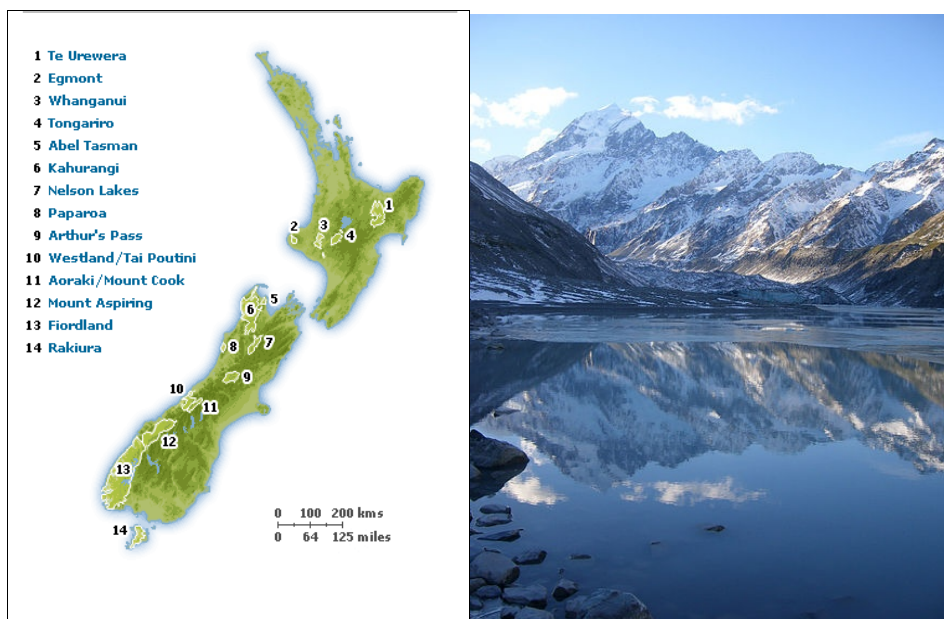 1 Te Urewera
2 Egmont
3 Whanganui
4 Tongariro
5 Abel Tasman
6 Kahurangi
7 Nelson Lakes
8 Paparoa
9 Arthur's Pass
10 Westland/Tai Poutini
11 Aoraki/Mount Cook
12 Mount Aspiring
13 Fiordland
14 Rakiura
1
2
3
4
5
6
7
8
9
10
11
12
13
14
0 100 200 kms
0 64 125 miles